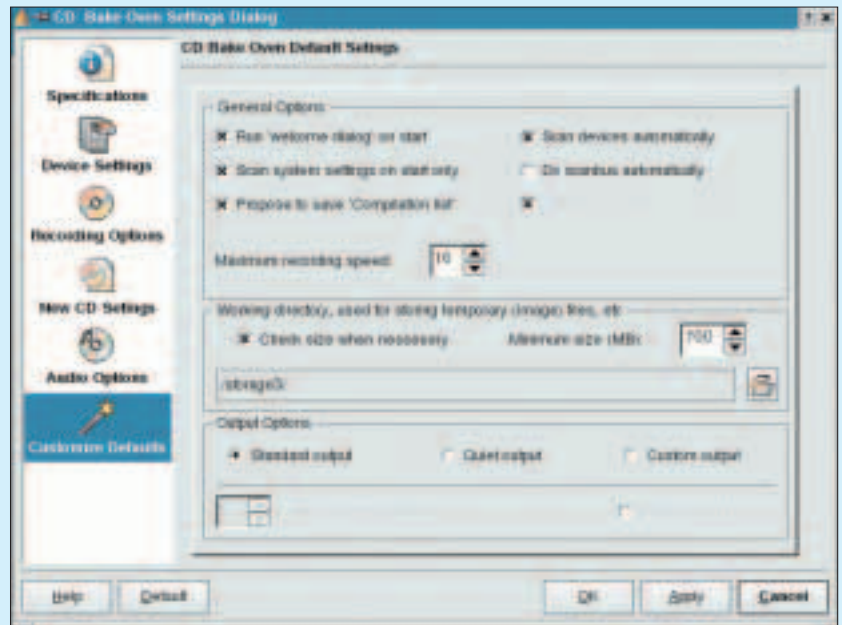 CD Bake Oven Settings Dialog
CD Bake Oven Default Settings
Specifications
Device Settings
Recording Options
New CD Settings
Audio Options
Customize Defaults
General Options
Run 'welcome dialog' on start
Scan devices automatically
Scan system settings on start only
Do scanbus automatically
Propose to save 'Compilation list'
Maximum recording speed:
16
Working directory, used for storing temporary (image) files, etc
Check size when necessary
Minimum size (MB):
700
/storage3/
Output Options
Standard output
Quiet output
Custom output
Help
Default
OK
Apply
Cancel